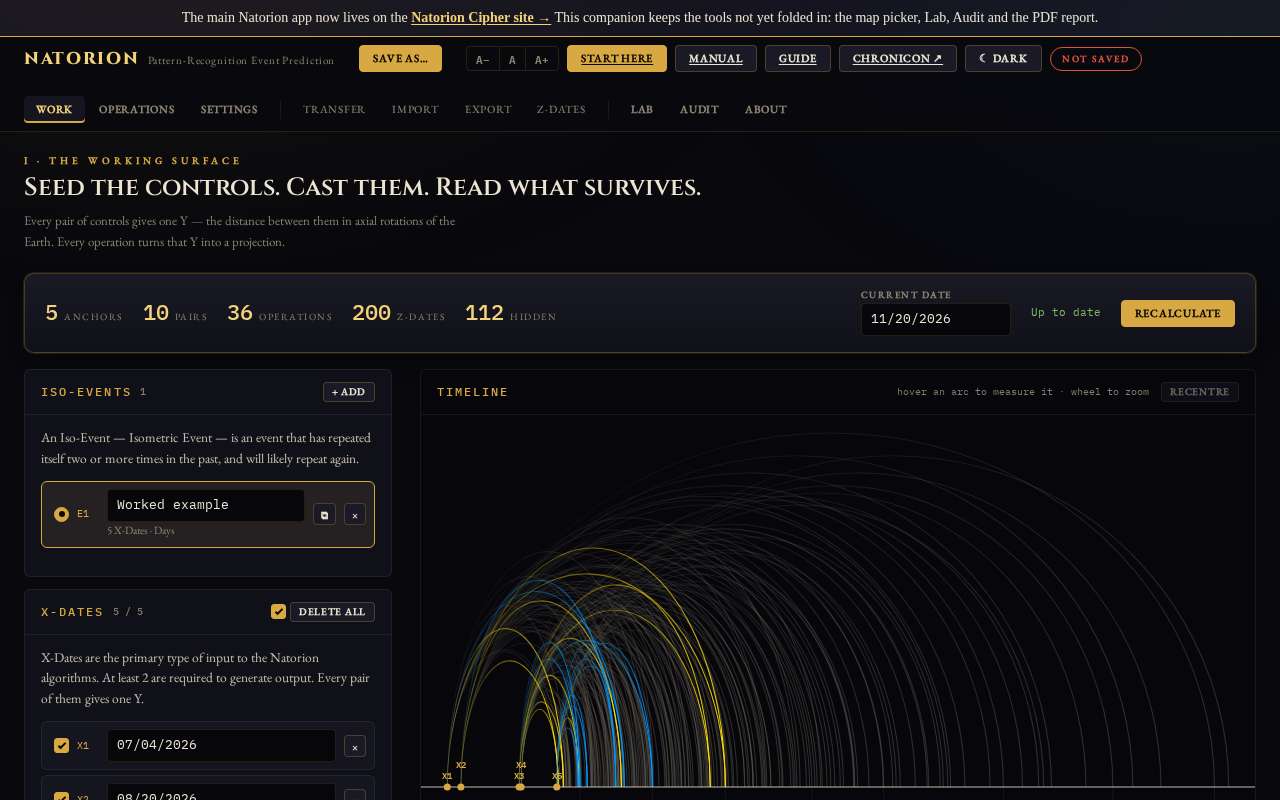 The main Natorion app now lives on the Natorion Cipher site → This companion keeps the tools not yet folded in: the map picker, Lab, Audit and the PDF report.
NATORION Pattern-Recognition Event Prediction SAVE AS... A− A A+ START HERE MANUAL GUIDE CHRONICON ↗ ☾ DARK NOT SAVED
WORK OPERATIONS SETTINGS TRANSFER IMPORT EXPORT Z-DATES LAB AUDIT ABOUT
I · THE WORKING SURFACE
SEED THE CONTROLS. CAST THEM. READ WHAT SURVIVES.
Every pair of controls gives one Y — the distance between them in axial rotations of the
Earth. Every operation turns that Y into a projection.
5 ANCHORS 10 PAIRS 36 OPERATIONS 200 Z-DATES 112 HIDDEN
CURRENT DATE
11/20/2026
Up to date
RECALCULATE
ISO-EVENTS 1
+ ADD
An Iso-Event — Isometric Event — is an event that has repeated
itself two or more times in the past, and will likely repeat again.
E1 Worked example ×
5 X-Dates · Days
X-DATES 5 / 5
DELETE ALL
X-Dates are the primary type of input to the Natorion
algorithms. At least 2 are required to generate output. Every pair
of them gives one Y.
X1 07/04/2026 ×
X2 08/20/2026
TIMELINE
hover an arc to measure it · wheel to zoom
RECENTRE
X2 X4
X1 X3 X5